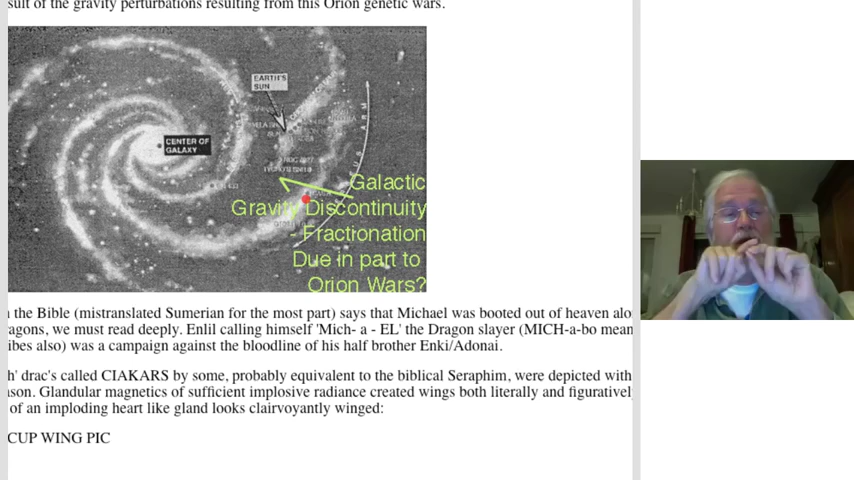 sult of the gravity perturbations resulting from this Orion genetic wars.
EARTH'S
SUN
CENTER OF
GALAXY
ARM
Galactic
Gravity Discontinuity
Fractionation
Due in part to
Orion Wars?
the Bible (mistranslated Sumerian for the most part) says that Michael was booted out of heaven alo
agons, we must read deeply. Enlil calling himself 'Mich- a - EL' the Dragon slayer (MICH-a-bo mean
ibes also) was a campaign against the bloodline of his half brother Enki/Adonai.
h' drac's called CIAKARS by some, probably equivalent to the biblical Seraphim, were depicted with
ason. Glandular magnetics of sufficient implosive radiance created wings both literally and figurativel
of an imploding heart like gland looks clairvoyantly winged:
CUP WING PIC